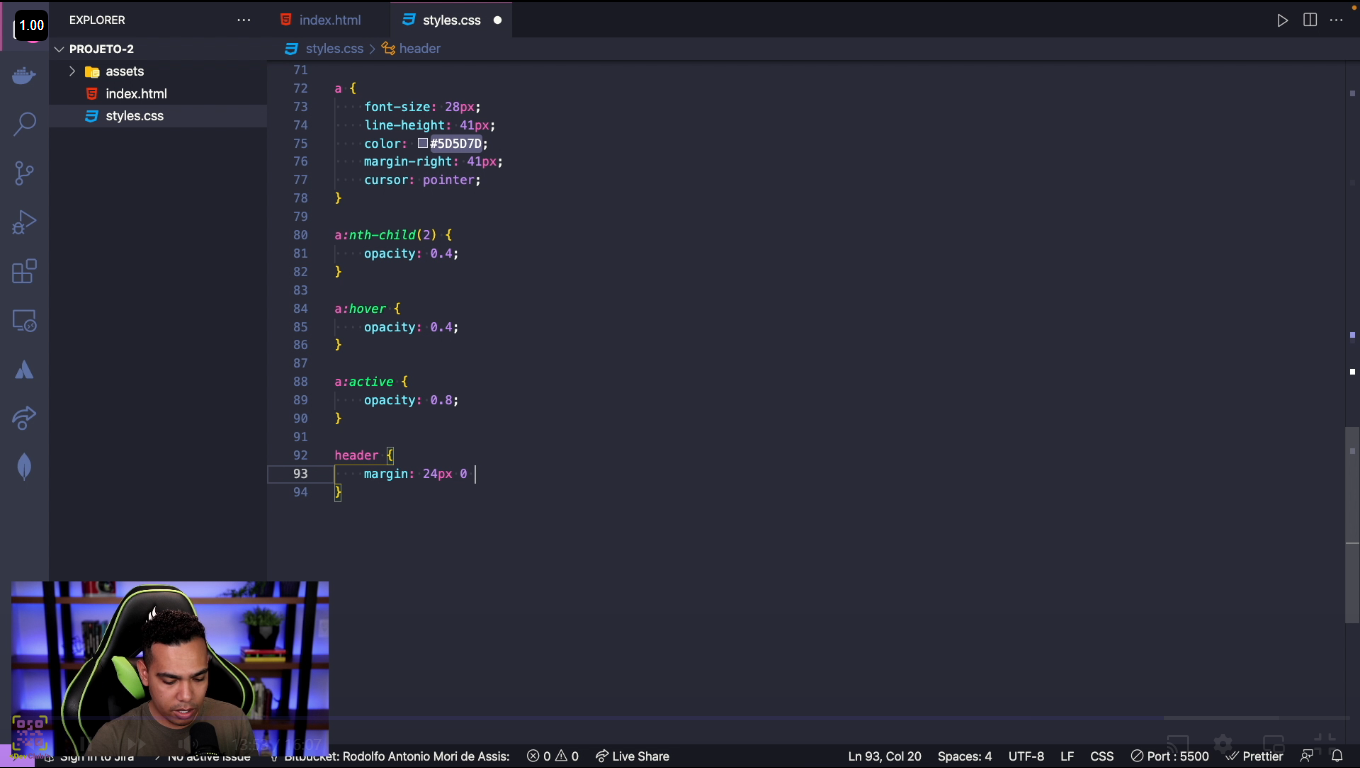 1.00
EXPLORER
index.html
styles.css
PROJETO-2
styles.css > header
assets
index.html
styles.css
71
72 a {
73 font-size: 28px;
74 line-height: 41px;
75 color: #5D5D7D;
76 margin-right: 41px;
77 cursor: pointer;
78 }
79
80 a:nth-child(2) {
81 opacity: 0.4;
82 }
83
84 a:hover {
85 opacity: 0.4;
86 }
87
88 a:active {
89 opacity: 0.8;
90 }
91
92 header {
93 margin: 24px 0
94 }
Sign in to Jira No active issue Bitbucket: Rodolfo Antonio Mori de Assis: 0 0 Live Share Ln 93, Col 20 Spaces: 4 UTF-8 LF CSS Port : 5500 Prettier